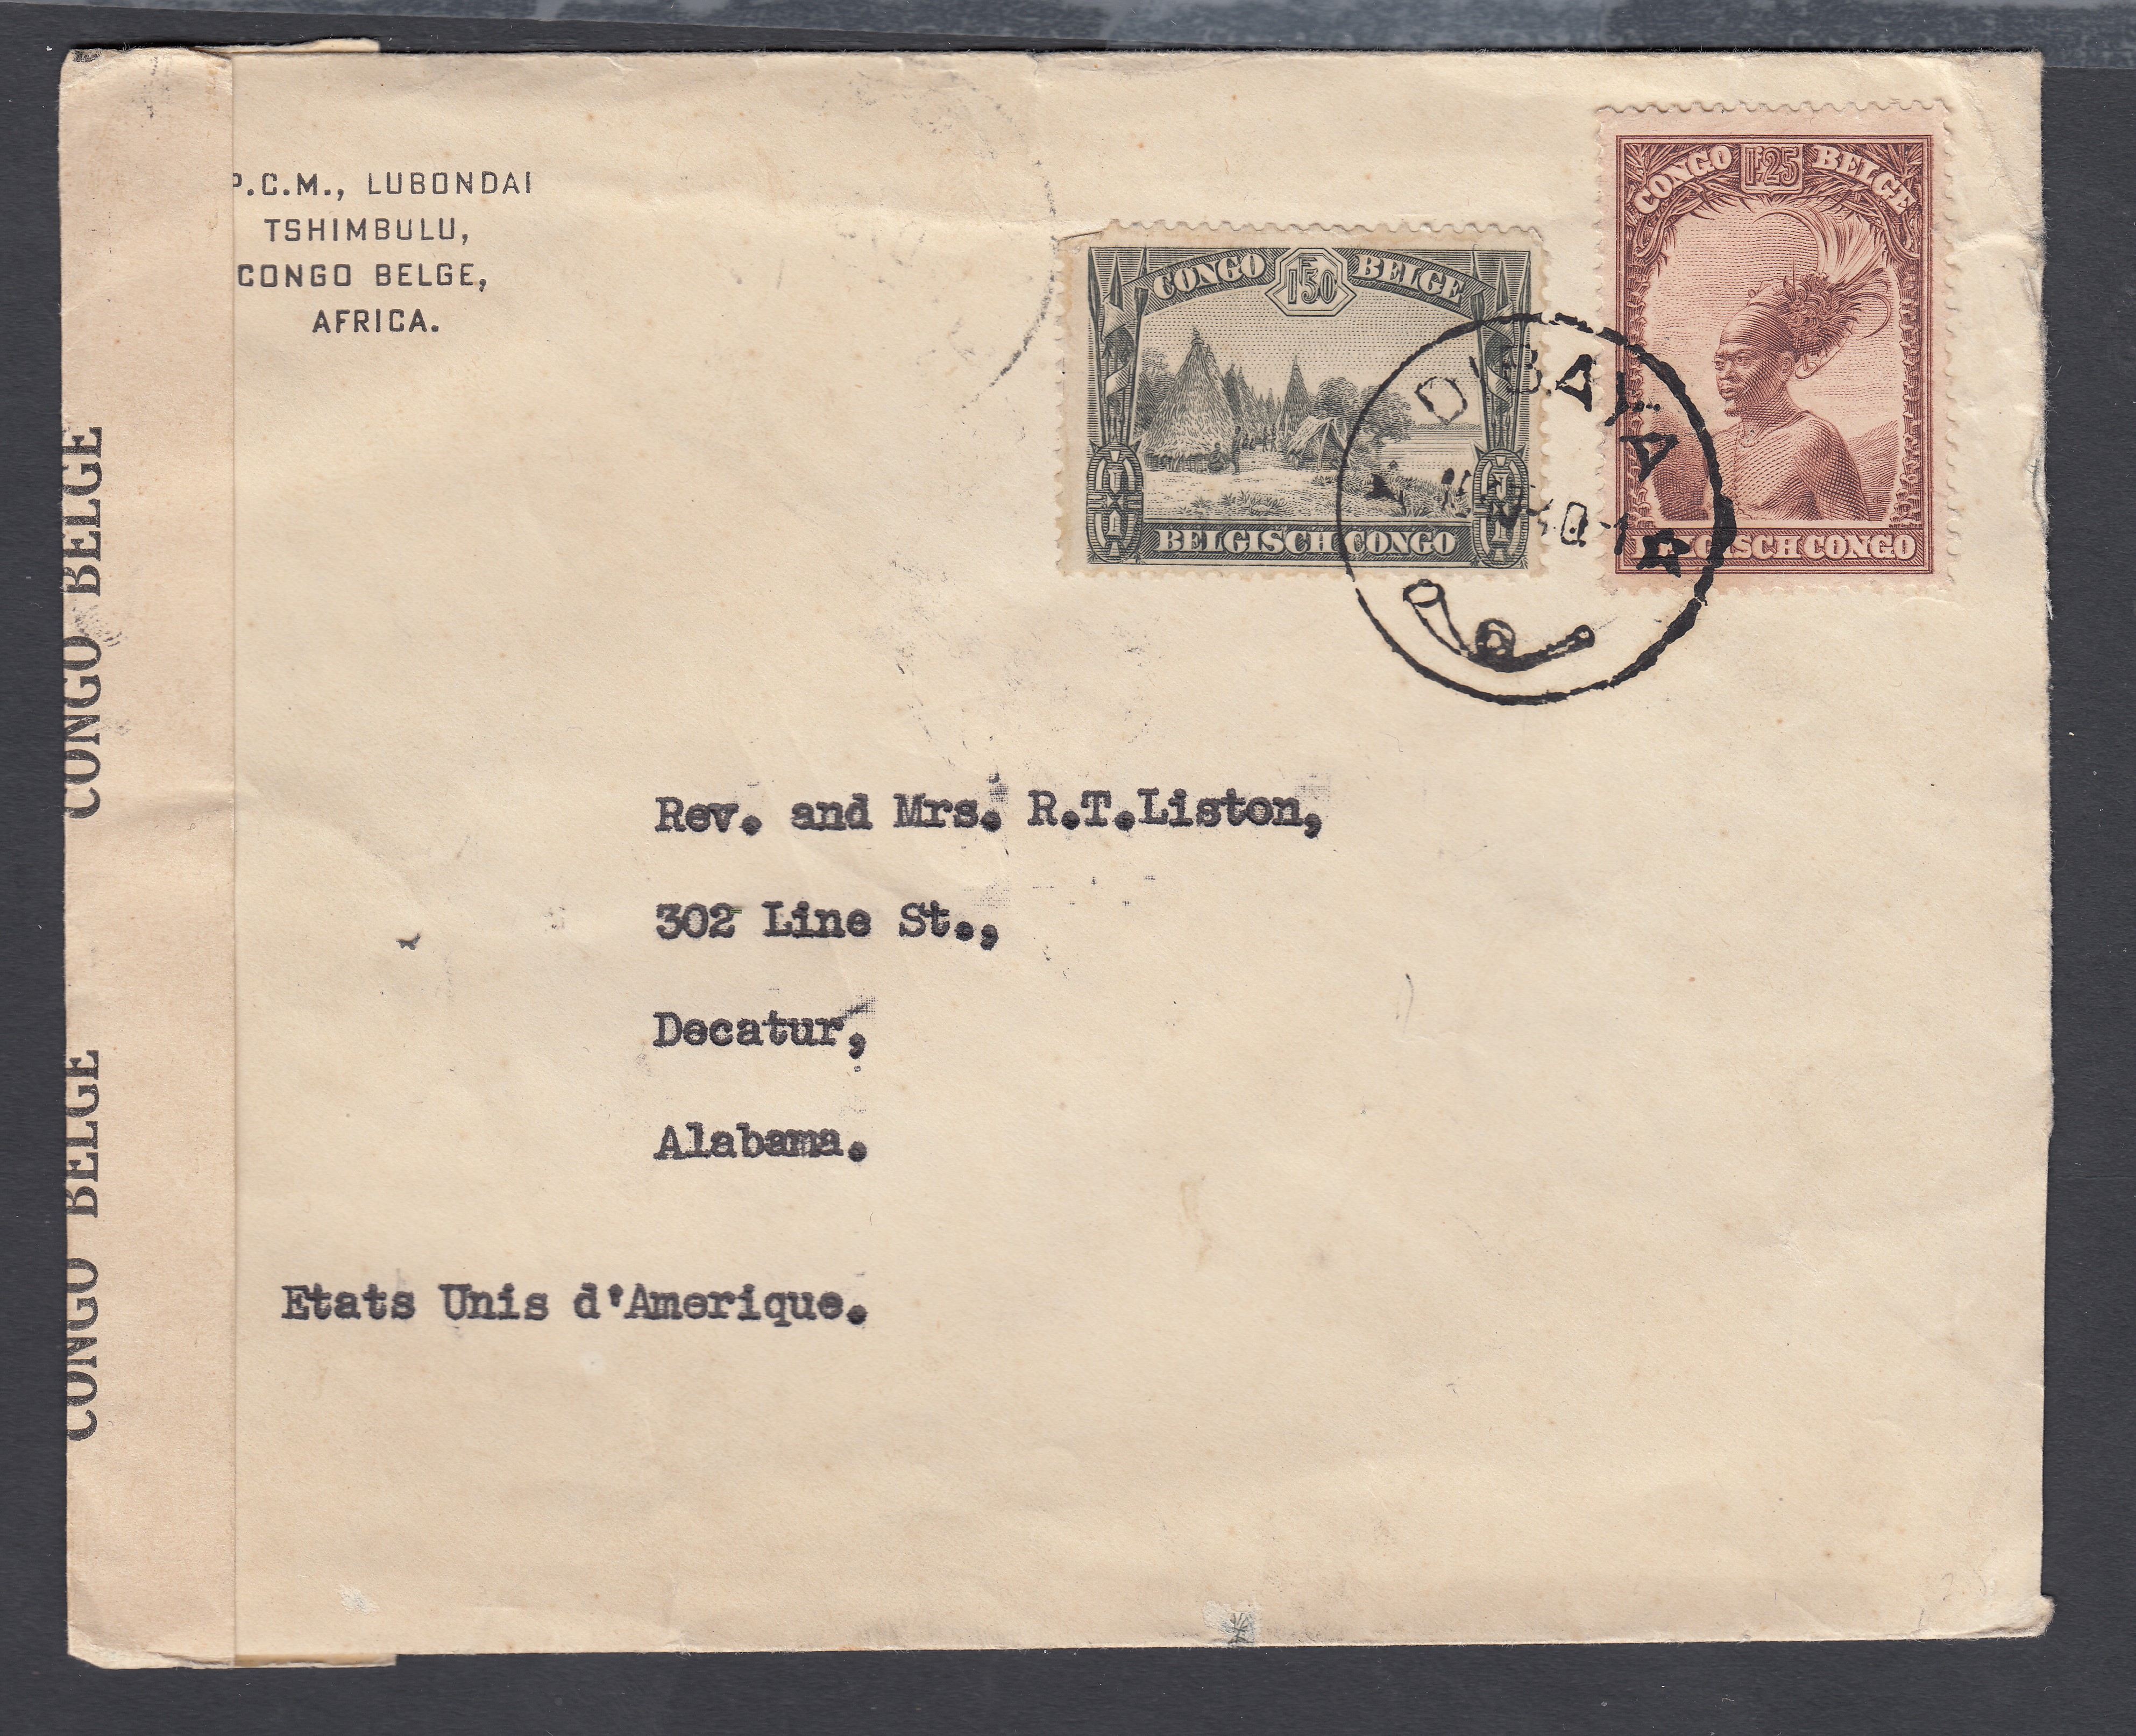 P.C.M., LUBONDAI
TSHIMBULU,
CONGO BELGE,
AFRICA.
CONGO BELGE
1F50
BELGISCH CONGO
CONGO BELGE
1F25
BELGISCH CONGO
DIBAYA
Rev. and Mrs. R.T.Liston,
302 Line St.,
Decatur,
Alabama.
Etats Unis d'Amerique.
CONGO BELGE
CONGO BELGE